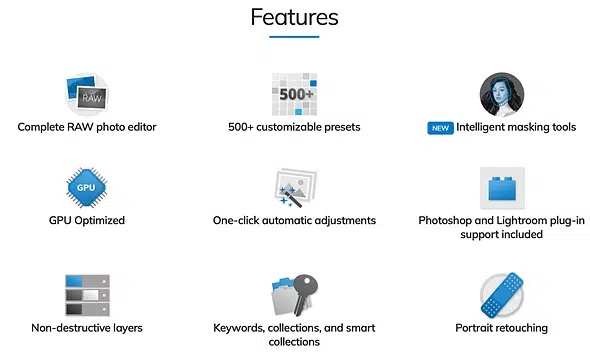 Features
RAW
500+
Complete RAW photo editor
500+ customizable presets
NEW Intelligent masking tools
GPU
GPU Optimized
One-click automatic adjustments
Photoshop and Lightroom plug-in
support included
Non-destructive layers
Keywords, collections, and smart
collections
Portrait retouching